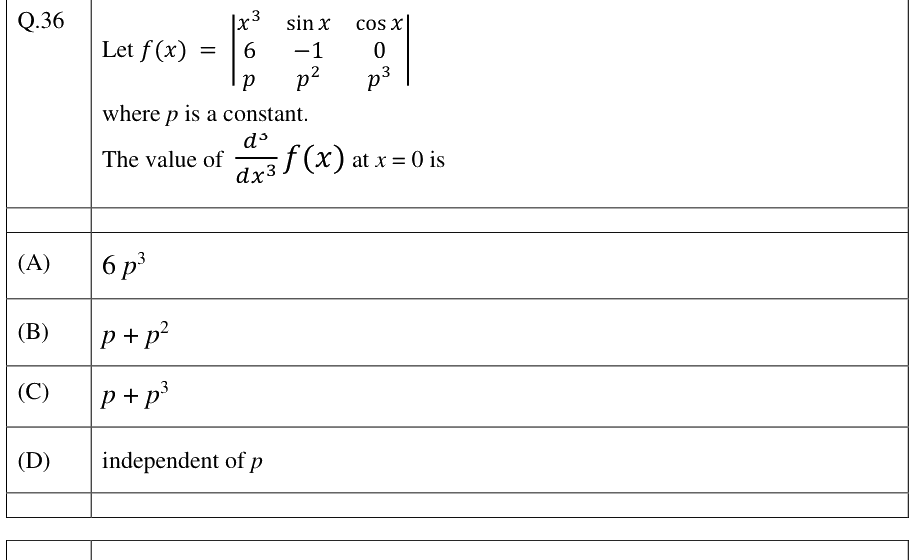 Q.36
Let f(x) = |x³ sin x cos x|
|6 −1 0|
|p p² p³|
where p is a constant.
The value of d³/dx³ f(x) at x = 0 is
(A) 6 p³
(B) p + p²
(C) p + p³
(D) independent of p